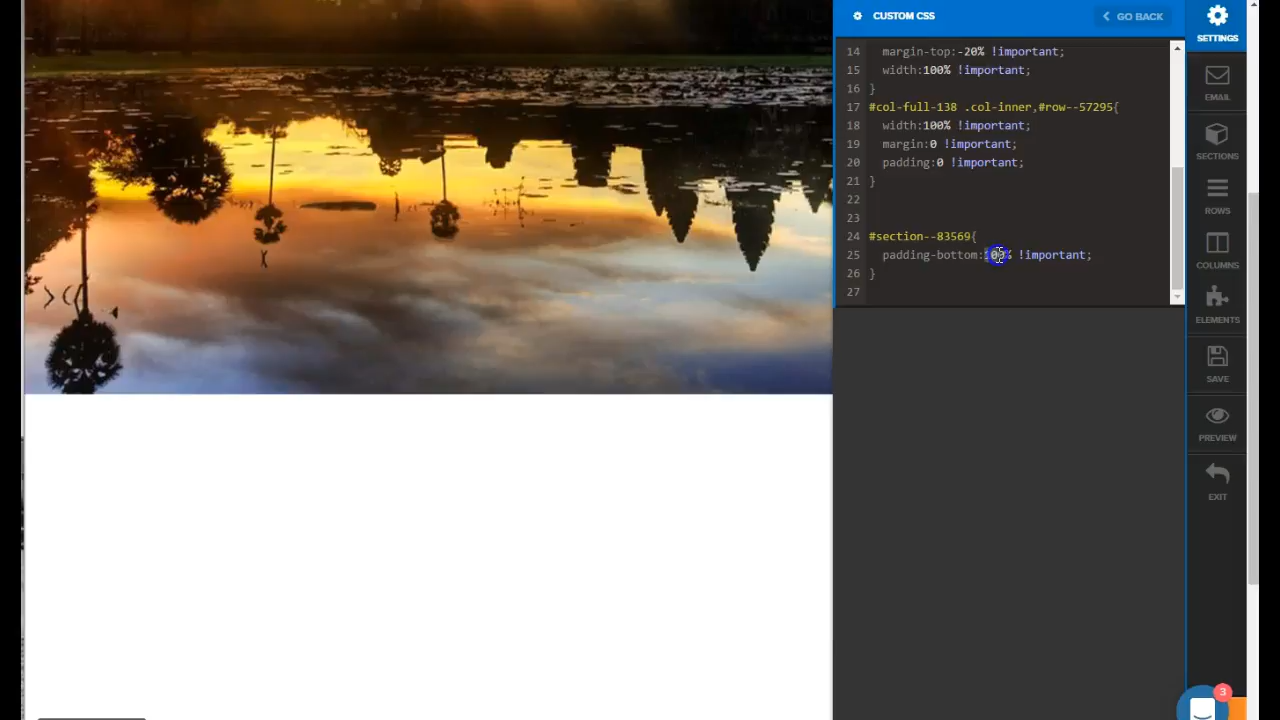 CUSTOM CSS
GO BACK
14 margin-top:-20% !important;
15 width:100% !important;
16 }
17 #col-full-138 .col-inner,#row--57295{
18 width:100% !important;
19 margin:0 !important;
20 padding:0 !important;
21 }
22
23
24 #section--83569{
25 padding-bottom: !important;
26 }
27
SETTINGS
EMAIL
SECTIONS
ROWS
COLUMNS
ELEMENTS
SAVE
PREVIEW
EXIT
3